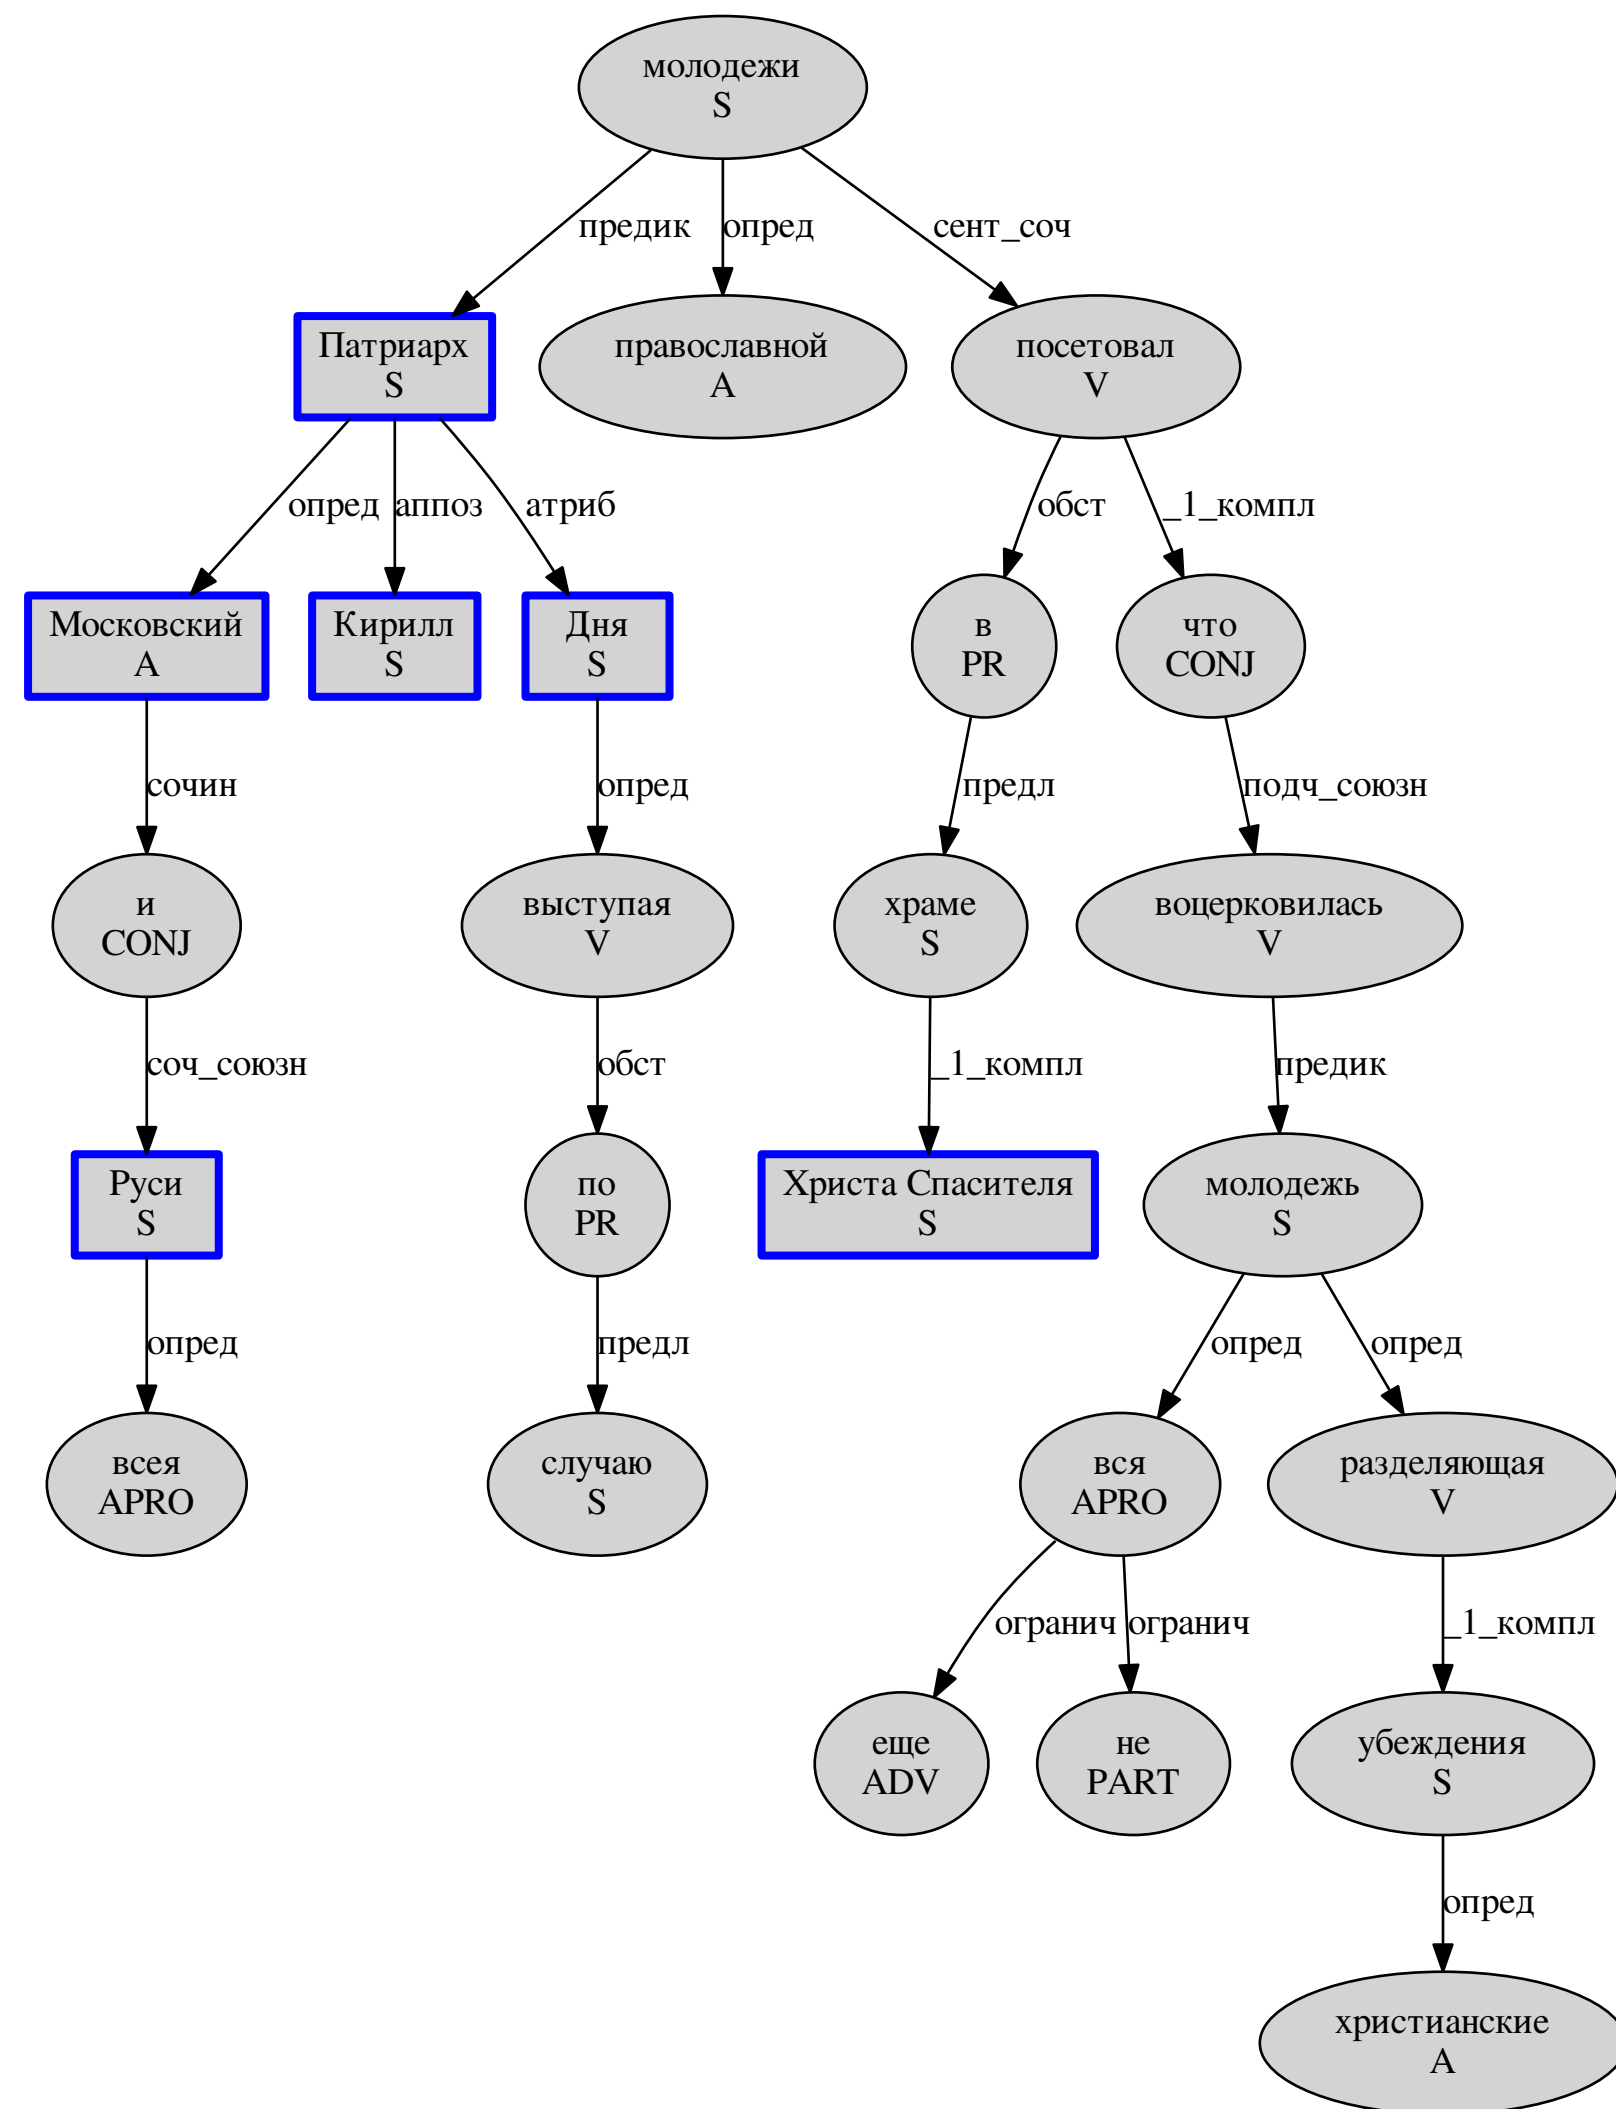 молодежи
S
предик
опред
сент_соч
Патриарх
S
православной
A
посетовал
V
опред
аппоз
атриб
обст
_1_компл
Московский
A
Кирилл
S
Дня
S
в
PR
что
CONJ
сочин
опред
предл
подч_союзн
и
CONJ
выступая
V
храме
S
воцерковилась
V
соч_союзн
обст
_1_компл
предик
Руси
S
по
PR
Христа Спасителя
S
молодежь
S
опред
предл
опред
опред
всея
APRO
случаю
S
вся
APRO
разделяющая
V
огранич
огранич
_1_компл
еще
ADV
не
PART
убеждения
S
опред
христианские
A